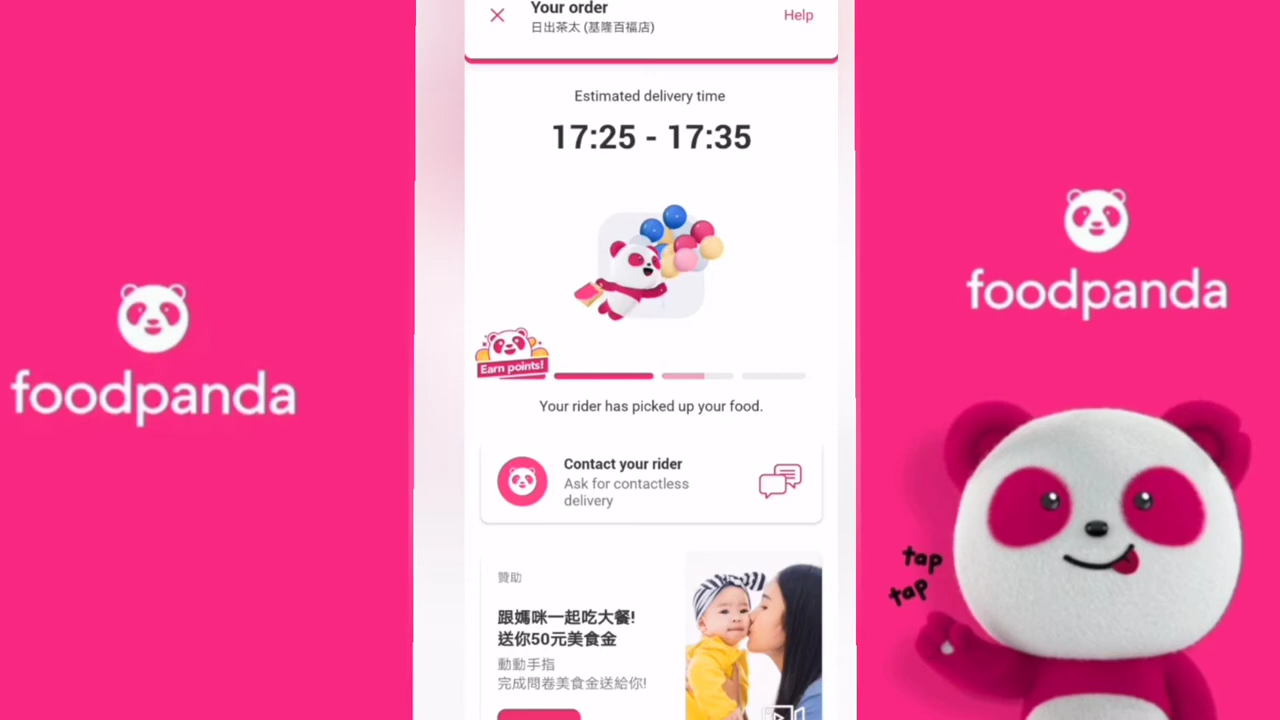 foodpanda
Your order
日出茶太 (基隆百福店)
Help
Estimated delivery time
17:25 - 17:35
Earn points!
Your rider has picked up your food.
Contact your rider
Ask for contactless
delivery
贊助
跟媽咪一起吃大餐!
送你50元美食金
動動手指
完成問卷美食金送給你!
foodpanda
tap
tap